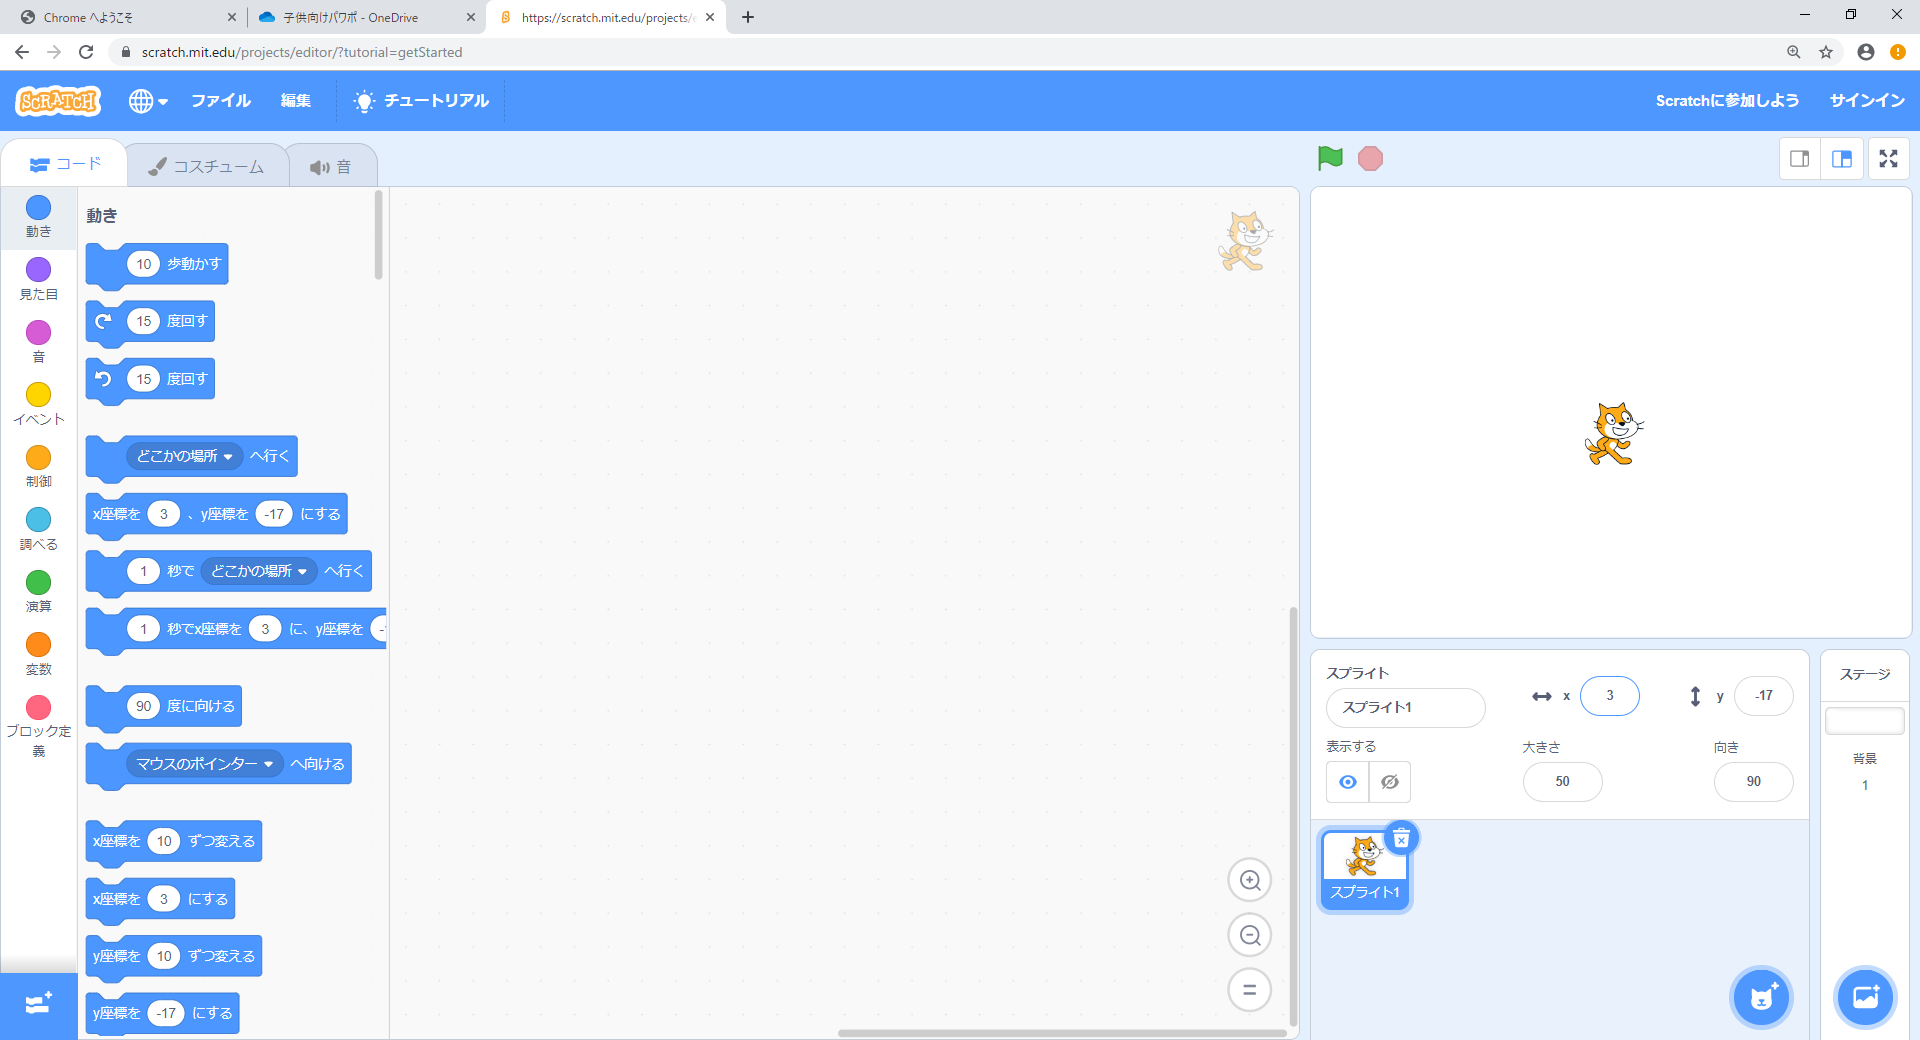 Chrome へようこそ
子供向けパワポ - OneDrive
https://scratch.mit.edu/projects/e
scratch.mit.edu/projects/editor/?tutorial=getStarted
SCRATCH
ファイル
編集
チュートリアル
Scratchに参加しよう
サインイン
コード
コスチューム
音
動き
見た目
音
イベント
制御
調べる
演算
変数
ブロック定
義
動き
10 歩動かす
15 度回す
15 度回す
どこかの場所 へ行く
x座標を 3 、y座標を -17 にする
1 秒で どこかの場所 へ行く
1 秒でx座標を 3 に、y座標を -
90 度に向ける
マウスのポインター へ向ける
x座標を 10 ずつ変える
x座標を 3 にする
y座標を 10 ずつ変える
y座標を -17 にする
スプライト
スプライト1
x 3
y -17
表示する
大きさ
50
向き
90
スプライト1
ステージ
背景
1